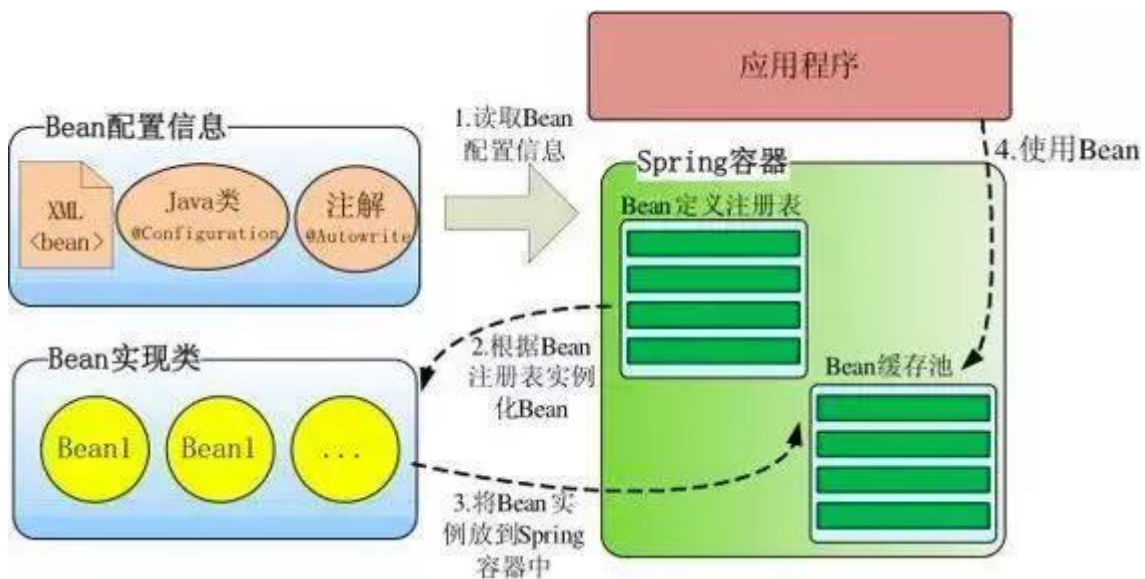 应用程序
Bean配置信息
1.读取Bean
配置信息
4.使用Bean
Spring容器
XML
<bean>
Java类
@Configuration
注解
@Autowrite
Bean定义注册表
Bean实现类
2.根据Bean
注册表实例
化Bean
Bean缓存池
Bean1
Bean1
...
3.将Bean实
例放到Spring
容器中